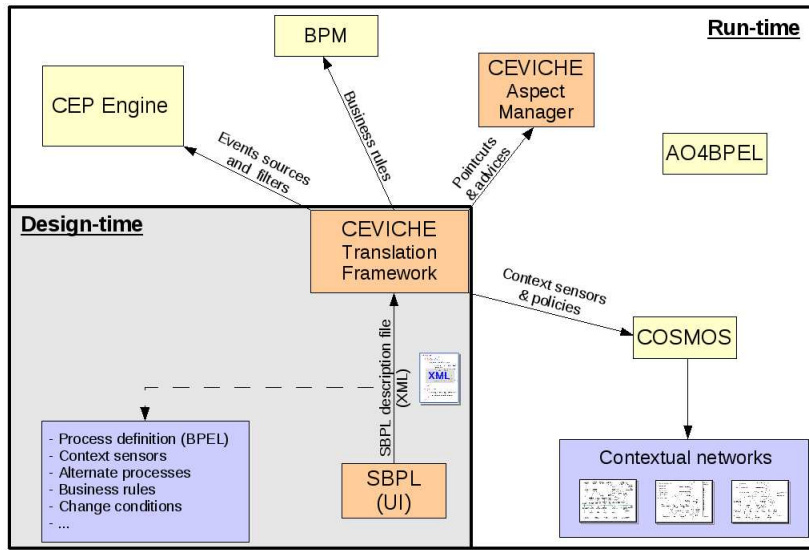 Run-time
BPM
CEVICHE
Aspect
Manager
CEP Engine
AO4BPEL
Events sources
and filters
Business rules
Pointcuts
& advices
Design-time
CEVICHE
Translation
Framework
Context sensors
& policies
COSMOS
SBPL description file
(XML)
XML
- Process definition (BPEL)
- Context sensors
- Alternate processes
- Business rules
- Change conditions
- ...
SBPL
(UI)
Contextual networks